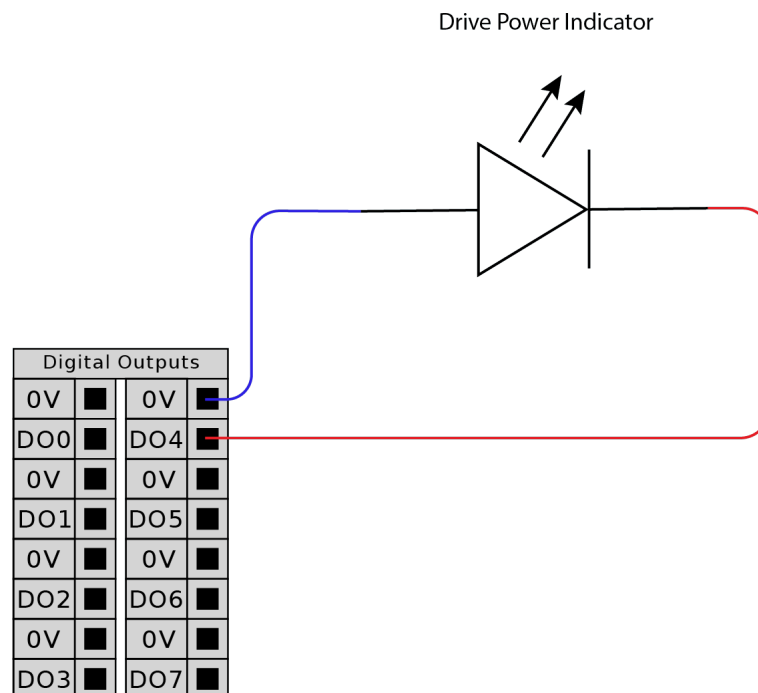 Drive Power Indicator
Digital Outputs
0V 0V
DO0 DO4
0V 0V
DO1 DO5
0V 0V
DO2 DO6
0V 0V
DO3 DO7